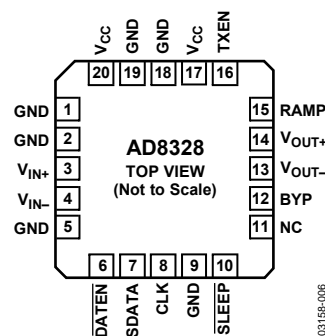 VCC
GND
GND
VCC
TXEN
20
19
18
17
16
GND 1
GND 2
VIN+ 3
VIN– 4
GND 5
AD8328
TOP VIEW
(Not to Scale)
15 RAMP
14 VOUT+
13 VOUT–
12 BYP
11 NC
6
7
8
9
10
DATEN
SDATA
CLK
GND
SLEEP
03158-006